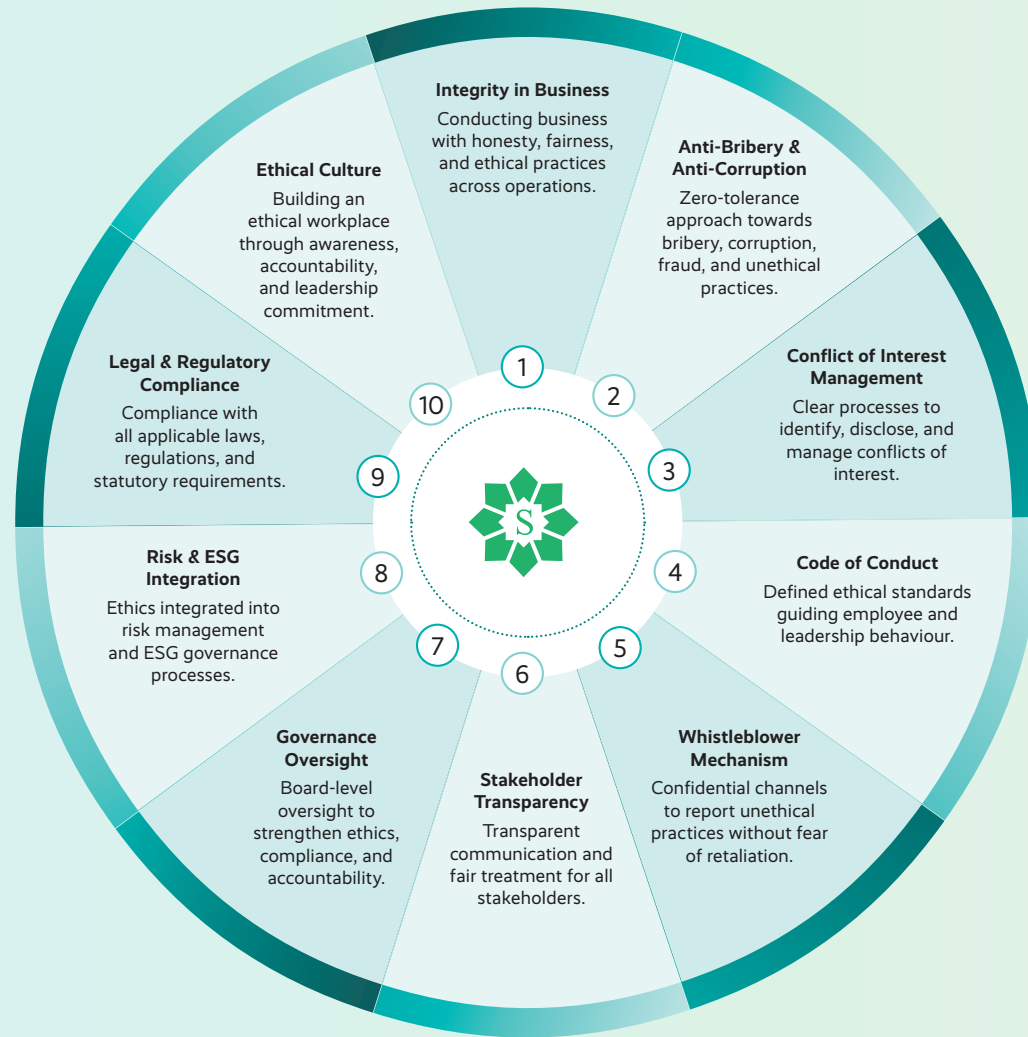 1
Integrity in Business
Conducting business
with honesty, fairness,
and ethical practices
across operations.
2
Anti-Bribery &
Anti-Corruption
Zero-tolerance
approach towards
bribery, corruption,
fraud, and unethical
practices.
3
Conflict of Interest
Management
Clear processes to
identify, disclose, and
manage conflicts of
interest.
4
Code of Conduct
Defined ethical standards
guiding employee and
leadership behaviour.
5
Whistleblower
Mechanism
Confidential channels
to report unethical
practices without fear
of retaliation.
6
Stakeholder
Transparency
Transparent
communication and
fair treatment for all
stakeholders.
7
Governance
Oversight
Board-level
oversight to
strengthen ethics,
compliance, and
accountability.
8
Risk & ESG
Integration
Ethics integrated into
risk management
and ESG governance
processes.
9
Legal & Regulatory
Compliance
Compliance with
all applicable laws,
regulations, and
statutory requirements.
10
Ethical Culture
Building an
ethical workplace
through awareness,
accountability,
and leadership
commitment.
S